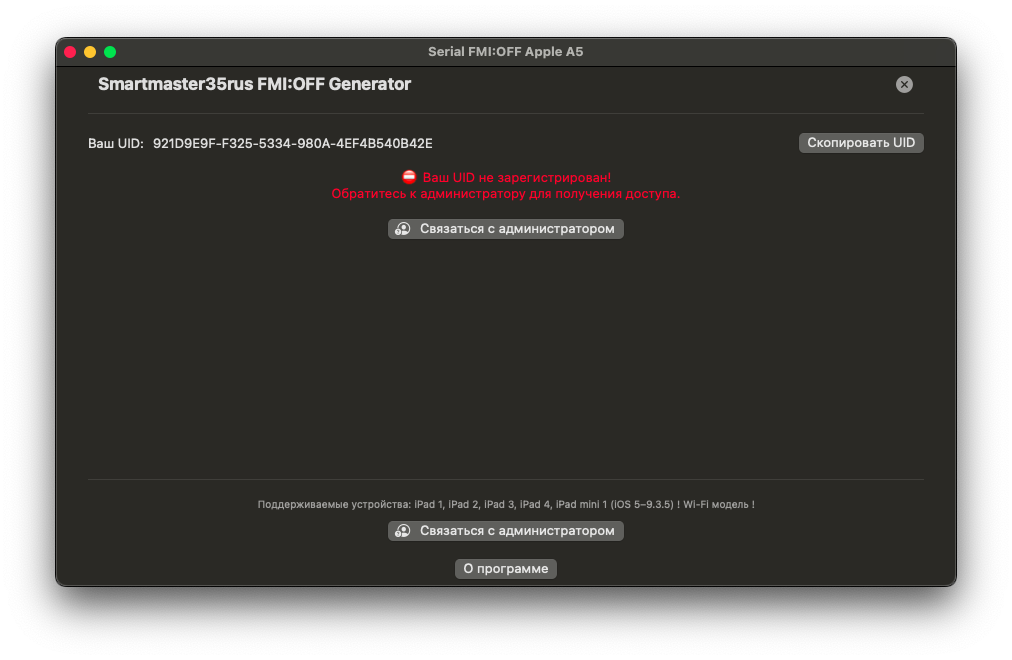 Serial FMI:OFF Apple A5
Smartmaster35rus FMI:OFF Generator
Ваш UID: 921D9E9F-F325-5334-980A-4EF4B540B42E
Скопировать UID
Ваш UID не зарегистрирован!
Обратитесь к администратору для получения доступа.
Связаться с администратором
Поддерживаемые устройства: iPad 1, iPad 2, iPad 3, iPad 4, iPad mini 1 (iOS 5–9.3.5) ! Wi-Fi модель !
Связаться с администратором
О программе